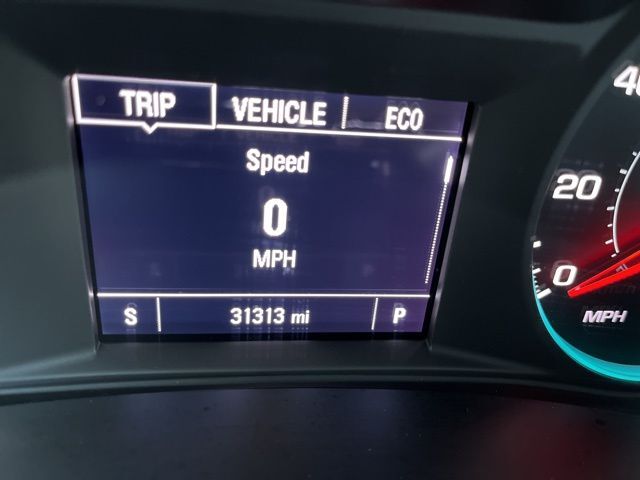 TRIP VEHICLE ECO
Speed
0
MPH
S 31313 mi P
40
20
0
MPH